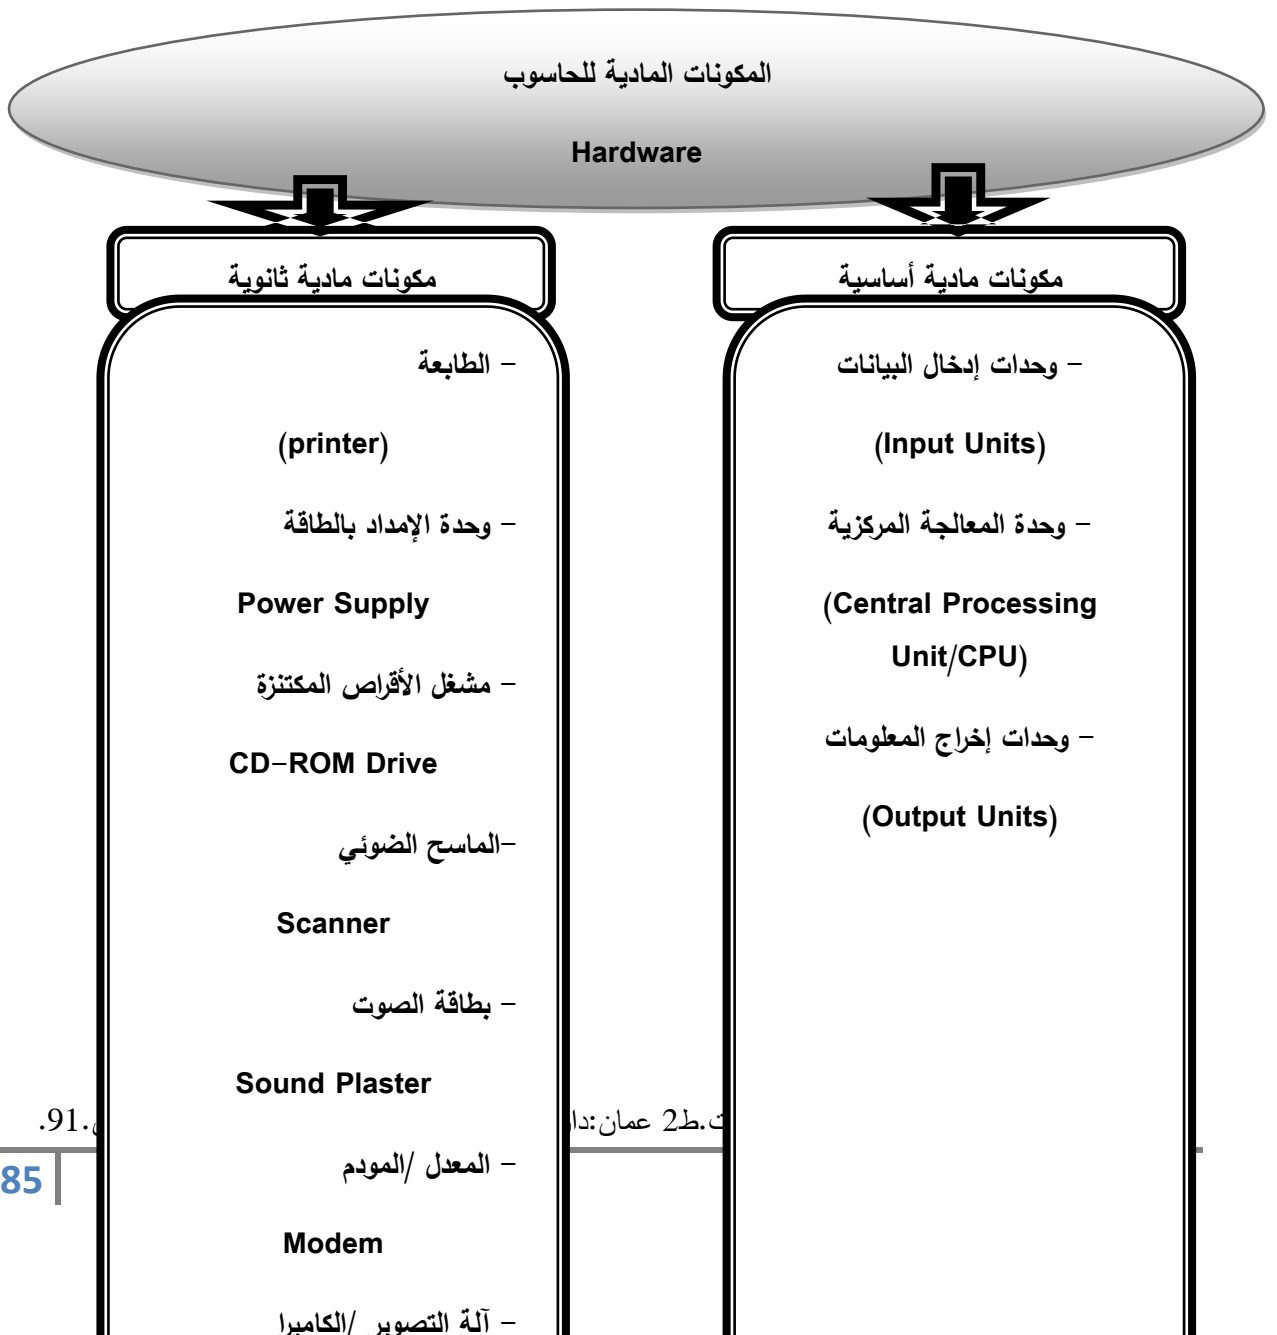 المكونات المادية للحاسوب
Hardware
مكونات مادية أساسية
– وحدات إدخال البيانات
(Input Units)
– وحدة المعالجة المركزية
(Central Processing
Unit/CPU)
– وحدات إخراج المعلومات
(Output Units)
مكونات مادية ثانوية
– الطابعة
(printer)
– وحدة الإمداد بالطاقة
Power Supply
– مشغل الأقراص المكتنزة
CD-ROM Drive
–الماسح الضوئي
Scanner
– بطاقة الصوت
Sound Plaster
– المعدل /المودم
Modem
– آلة التصوير /الكاميرا
ط2 عمان: .91.
85